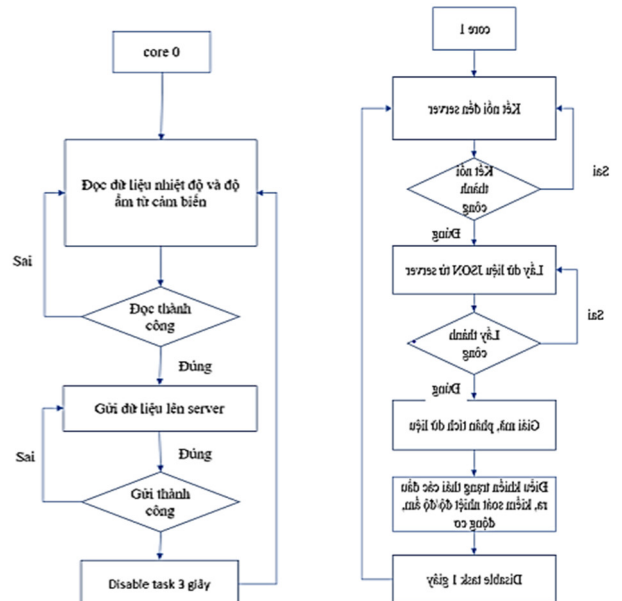 core 0
Đọc dữ liệu nhiệt độ và độ
ẩm từ cảm biến
Sai
Đọc thành
công
Đúng
Gửi dữ liệu lên server
Đúng
Sai
Gửi thành
công
Disable task 3 giây
core 1
Kết nối đến server
Kết nối
thành
công
Sai
Đúng
Lấy dữ liệu JSON từ server
Sai
Lấy thành
công
Đúng
Giải mã, phân tích dữ liệu
Điều khiển trạng thái các đầu
ra, kiểm soát nhiệt độ/độ ẩm,
động cơ
Disable task 1 giây